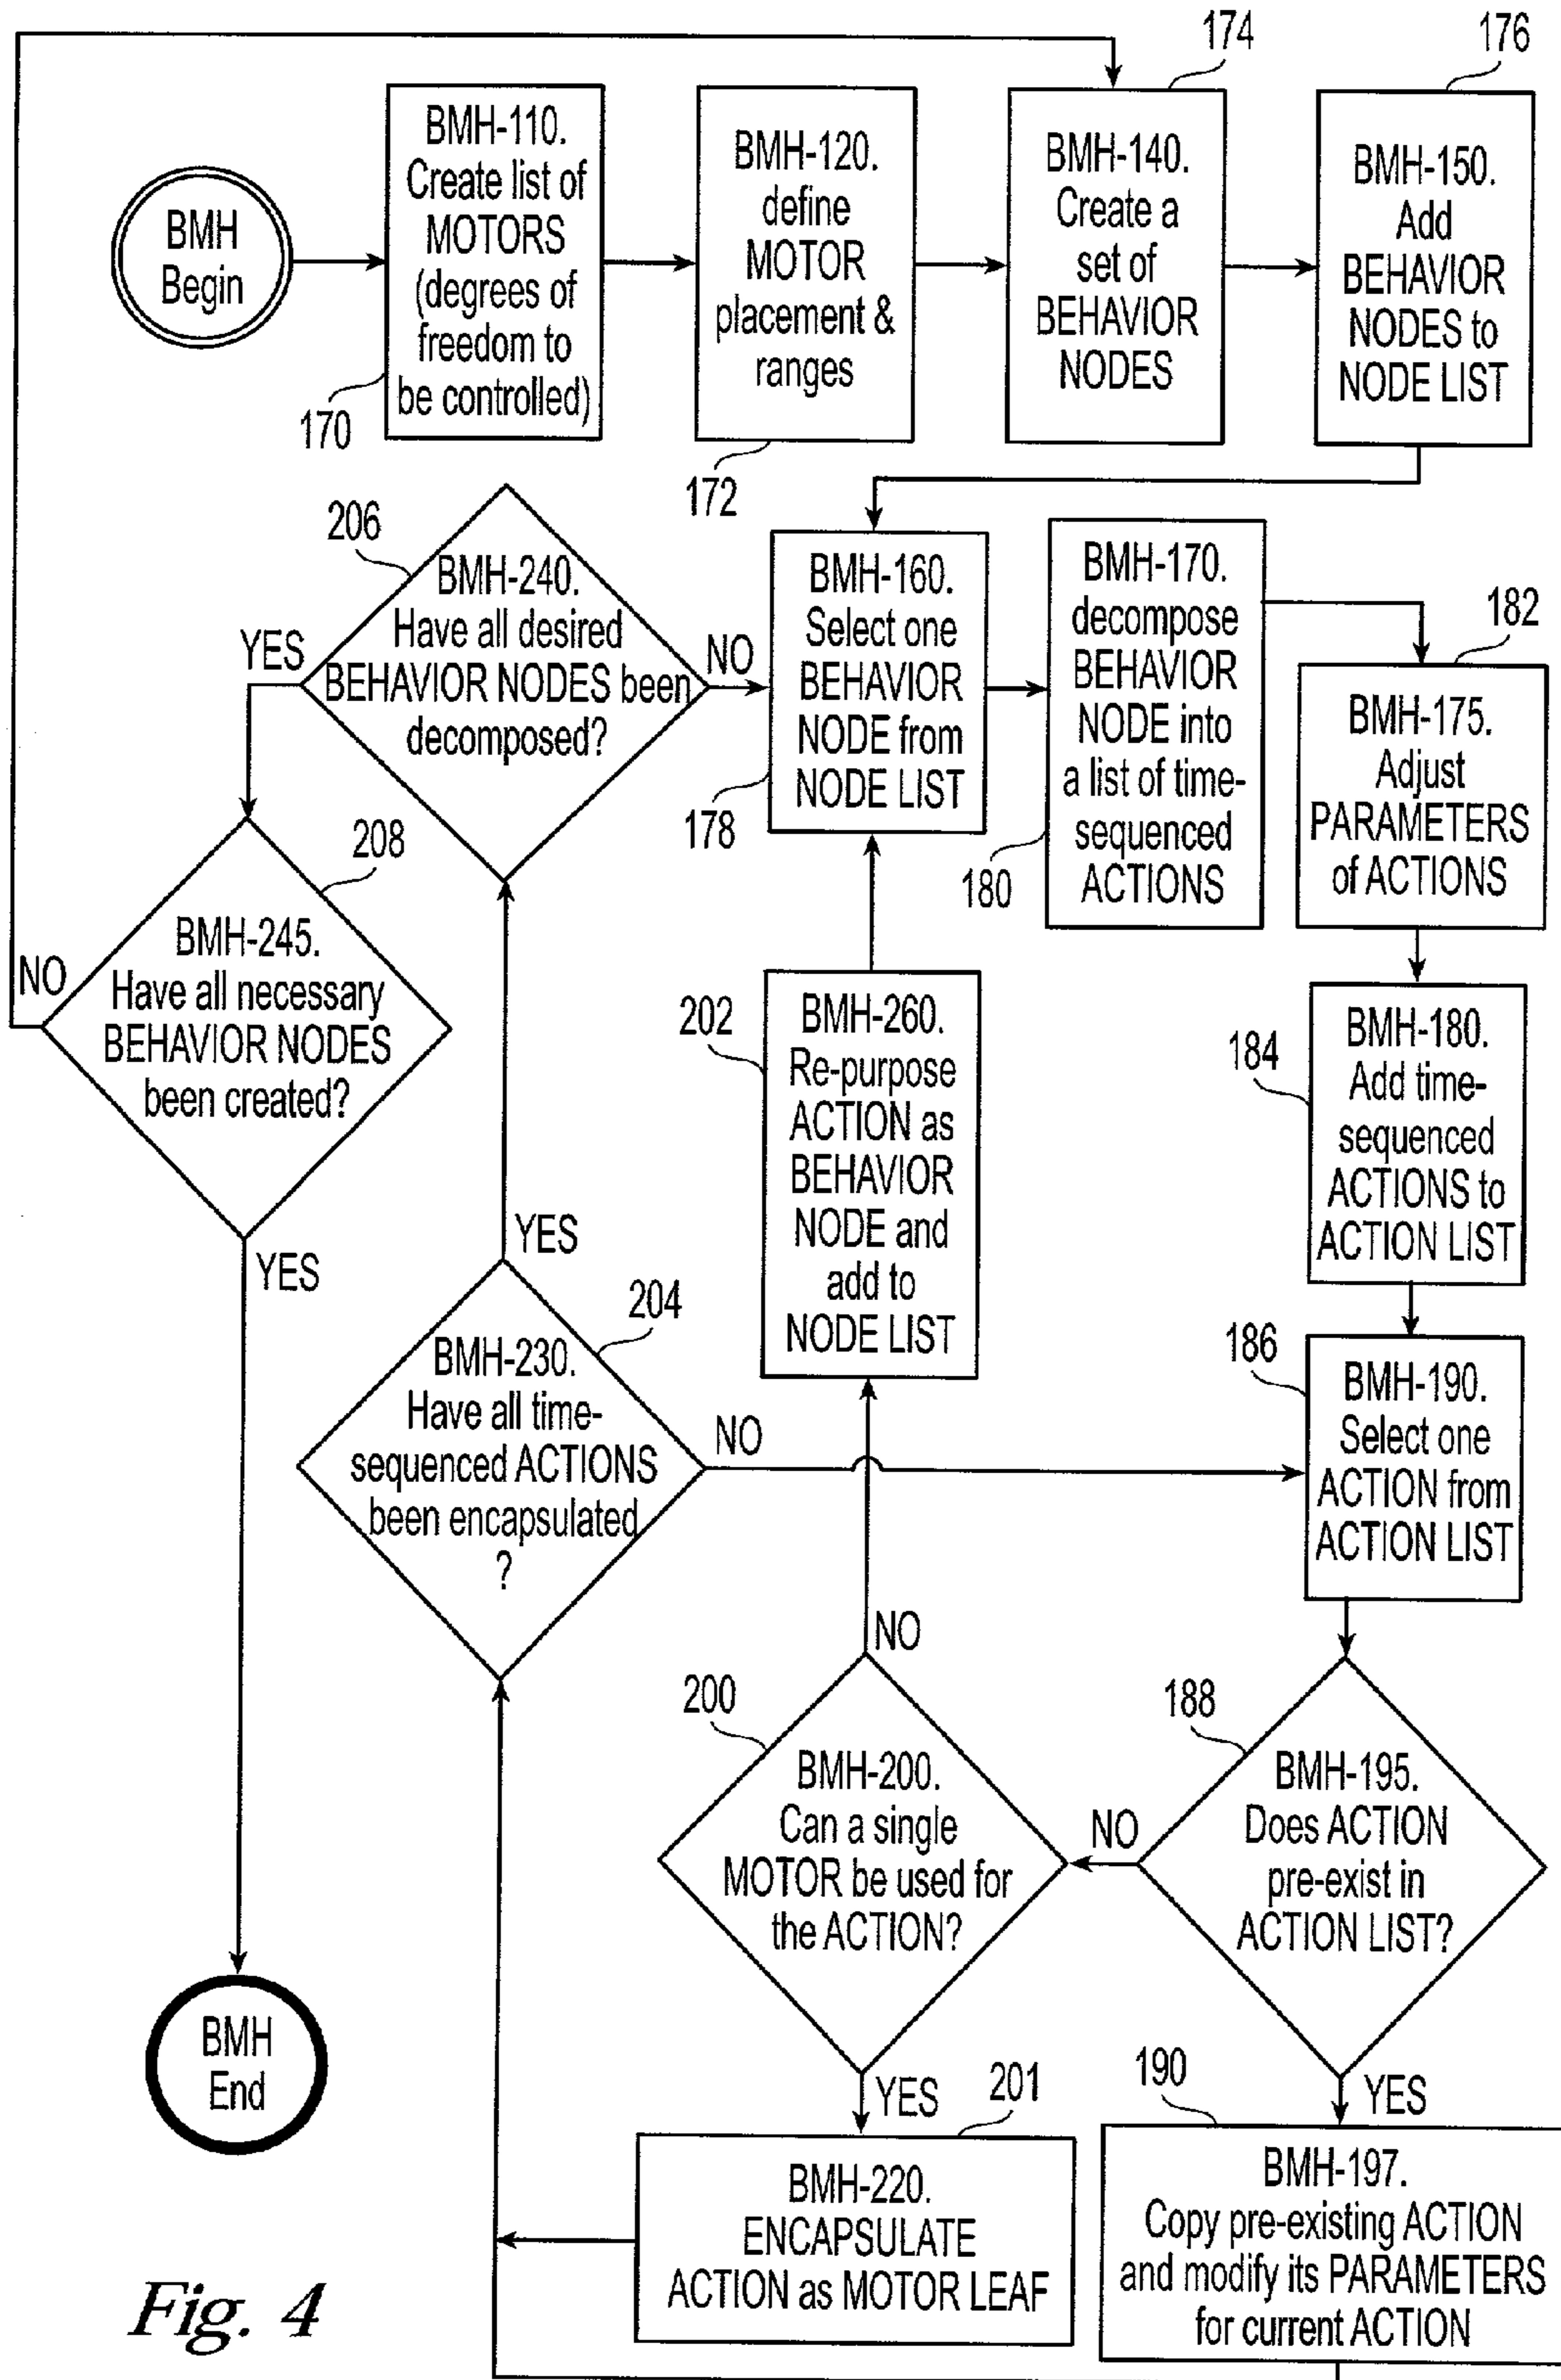 174
176
BMH
Begin
BMH-110.
Create list of
MOTORS
(degrees of
freedom to
be controlled)
170
BMH-120.
define
MOTOR
placement &
ranges
172
BMH-140.
Create a
set of
BEHAVIOR
NODES
BMH-150.
Add
BEHAVIOR
NODES to
NODE LIST
206
BMH-240.
Have all desired
BEHAVIOR NODES been
decomposed?
YES
NO
BMH-160.
Select one
BEHAVIOR
NODE from
NODE LIST
178
BMH-170.
decompose
BEHAVIOR
NODE into
a list of time-
sequenced
ACTIONS
180
182
BMH-175.
Adjust
PARAMETERS
of ACTIONS
208
BMH-245.
Have all necessary
BEHAVIOR NODES
been created?
NO
YES
202
BMH-260.
Re-purpose
ACTION as
BEHAVIOR
NODE and
add to
NODE LIST
184
BMH-180.
Add time-
sequenced
ACTIONS to
ACTION LIST
YES
204
BMH-230.
Have all time-
sequenced ACTIONS
been encapsulated
?
NO
186
BMH-190.
Select one
ACTION from
ACTION LIST
NO
200
BMH-200.
Can a single
MOTOR be used for
the ACTION?
NO
188
BMH-195.
Does ACTION
pre-exist in
ACTION LIST?
BMH
End
YES
201
190
YES
BMH-220.
ENCAPSULATE
ACTION as MOTOR LEAF
BMH-197.
Copy pre-existing ACTION
and modify its PARAMETERS
for current ACTION
Fig. 4